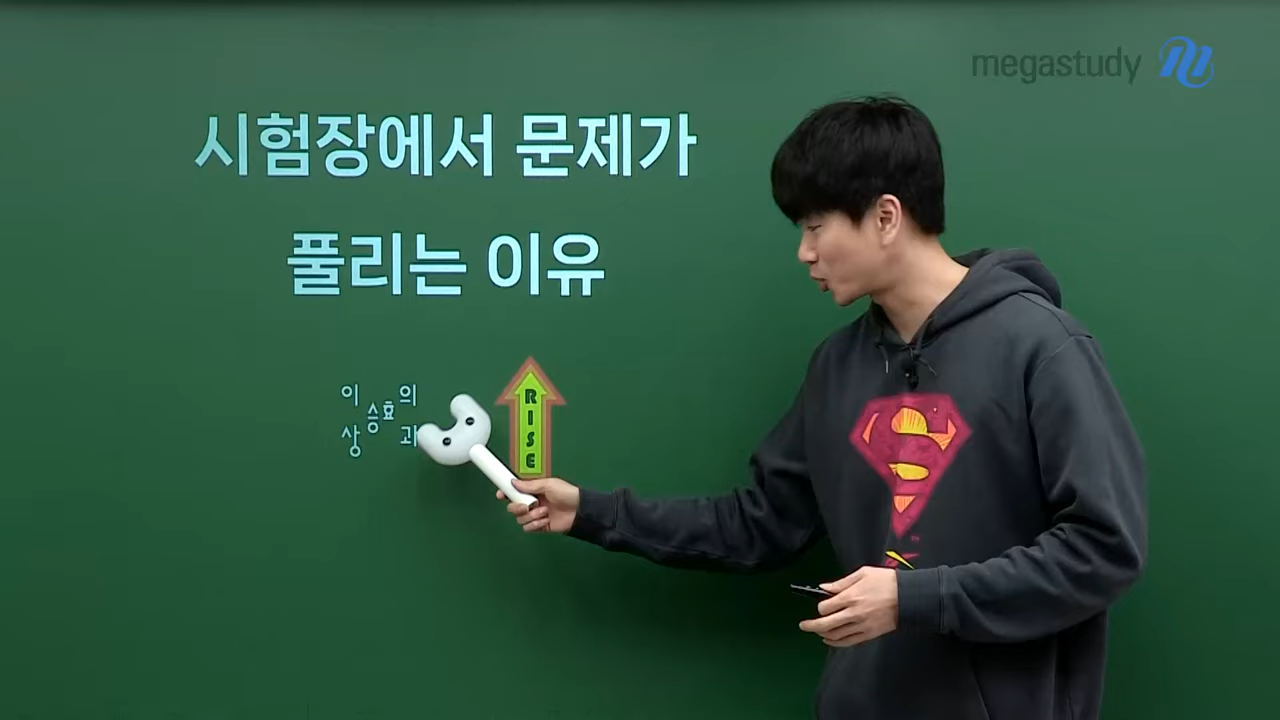 megastudy
시험장에서 문제가
풀리는 이유
이상
승효
의과
RISE